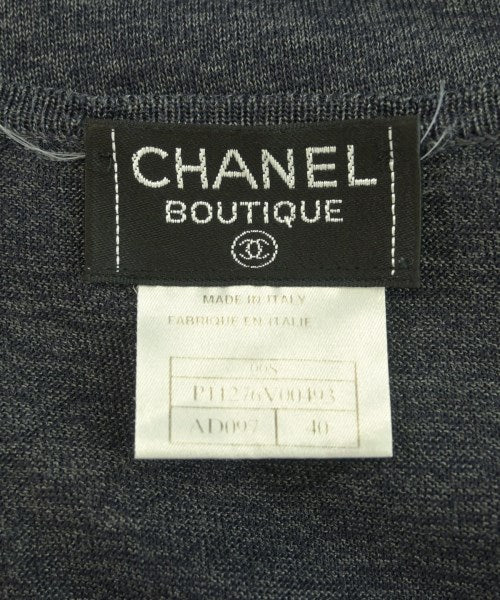 CHANEL
BOUTIQUE
MADE IN ITALY
FABRIQUE EN ITALIE
00S
P11276V00493
AD097 40